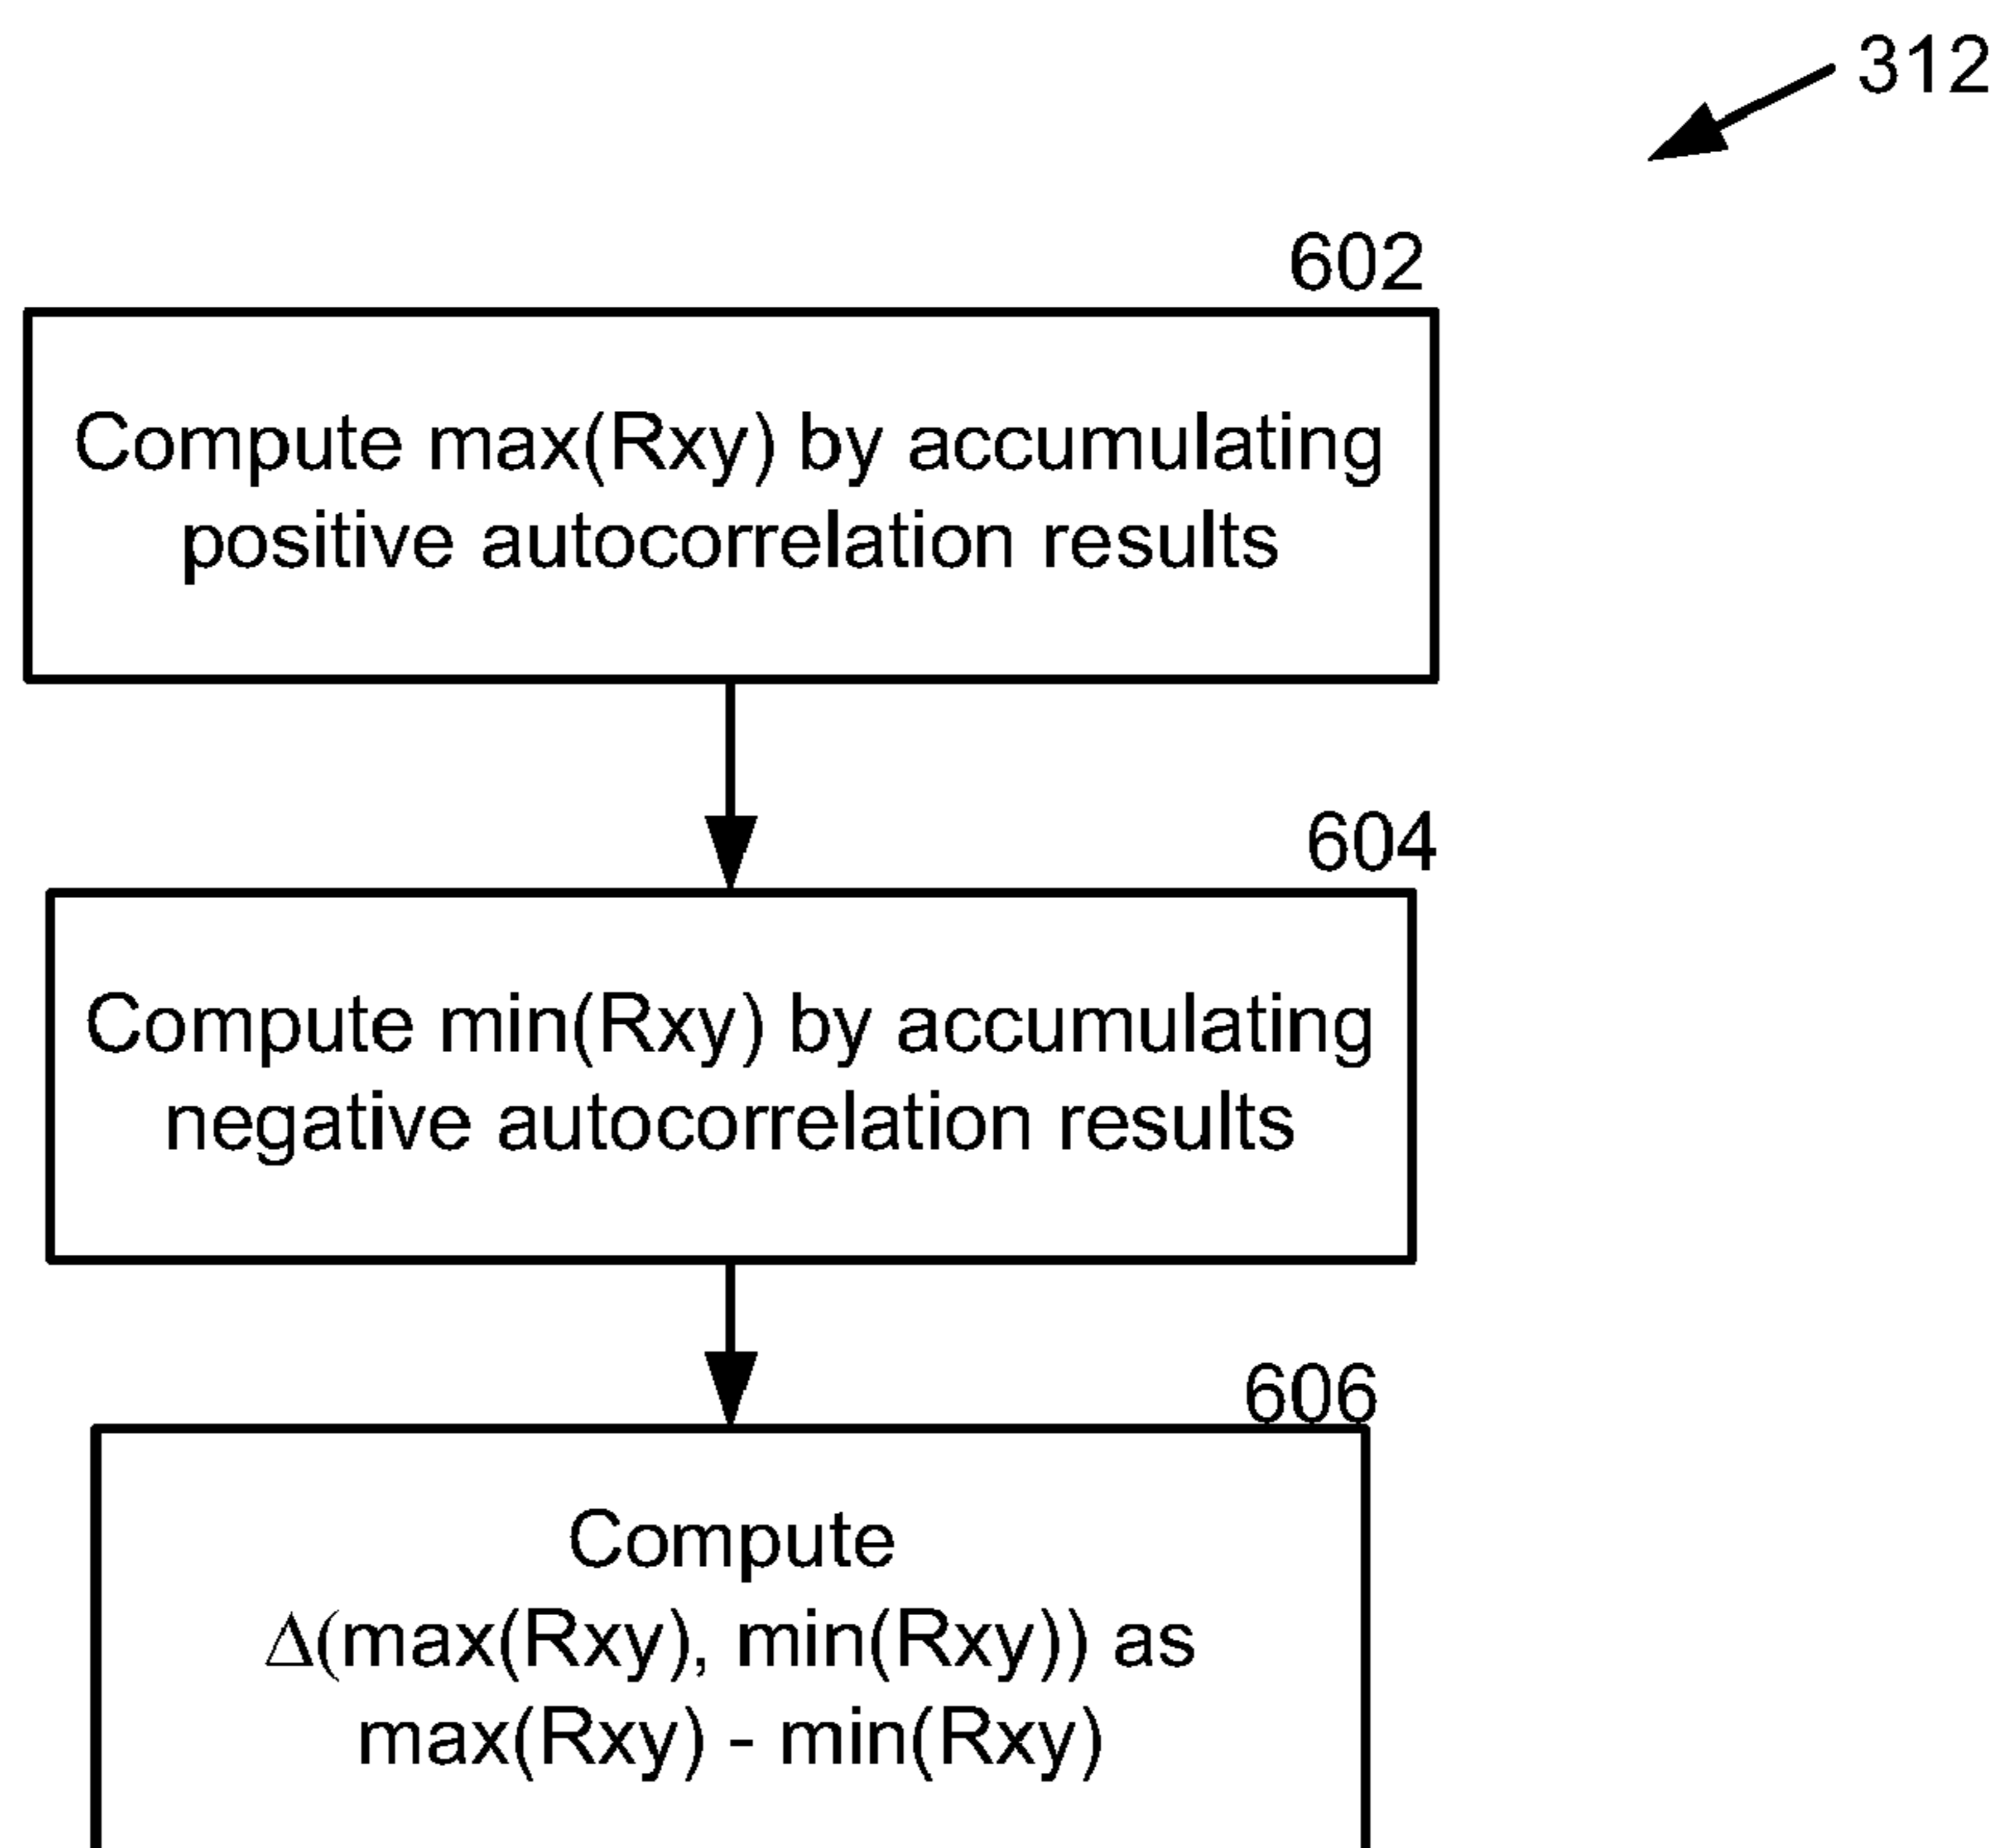 312
602
Compute max(Rxy) by accumulating
positive autocorrelation results
604
Compute min(Rxy) by accumulating
negative autocorrelation results
606
Compute
Δ(max(Rxy), min(Rxy)) as
max(Rxy) - min(Rxy)